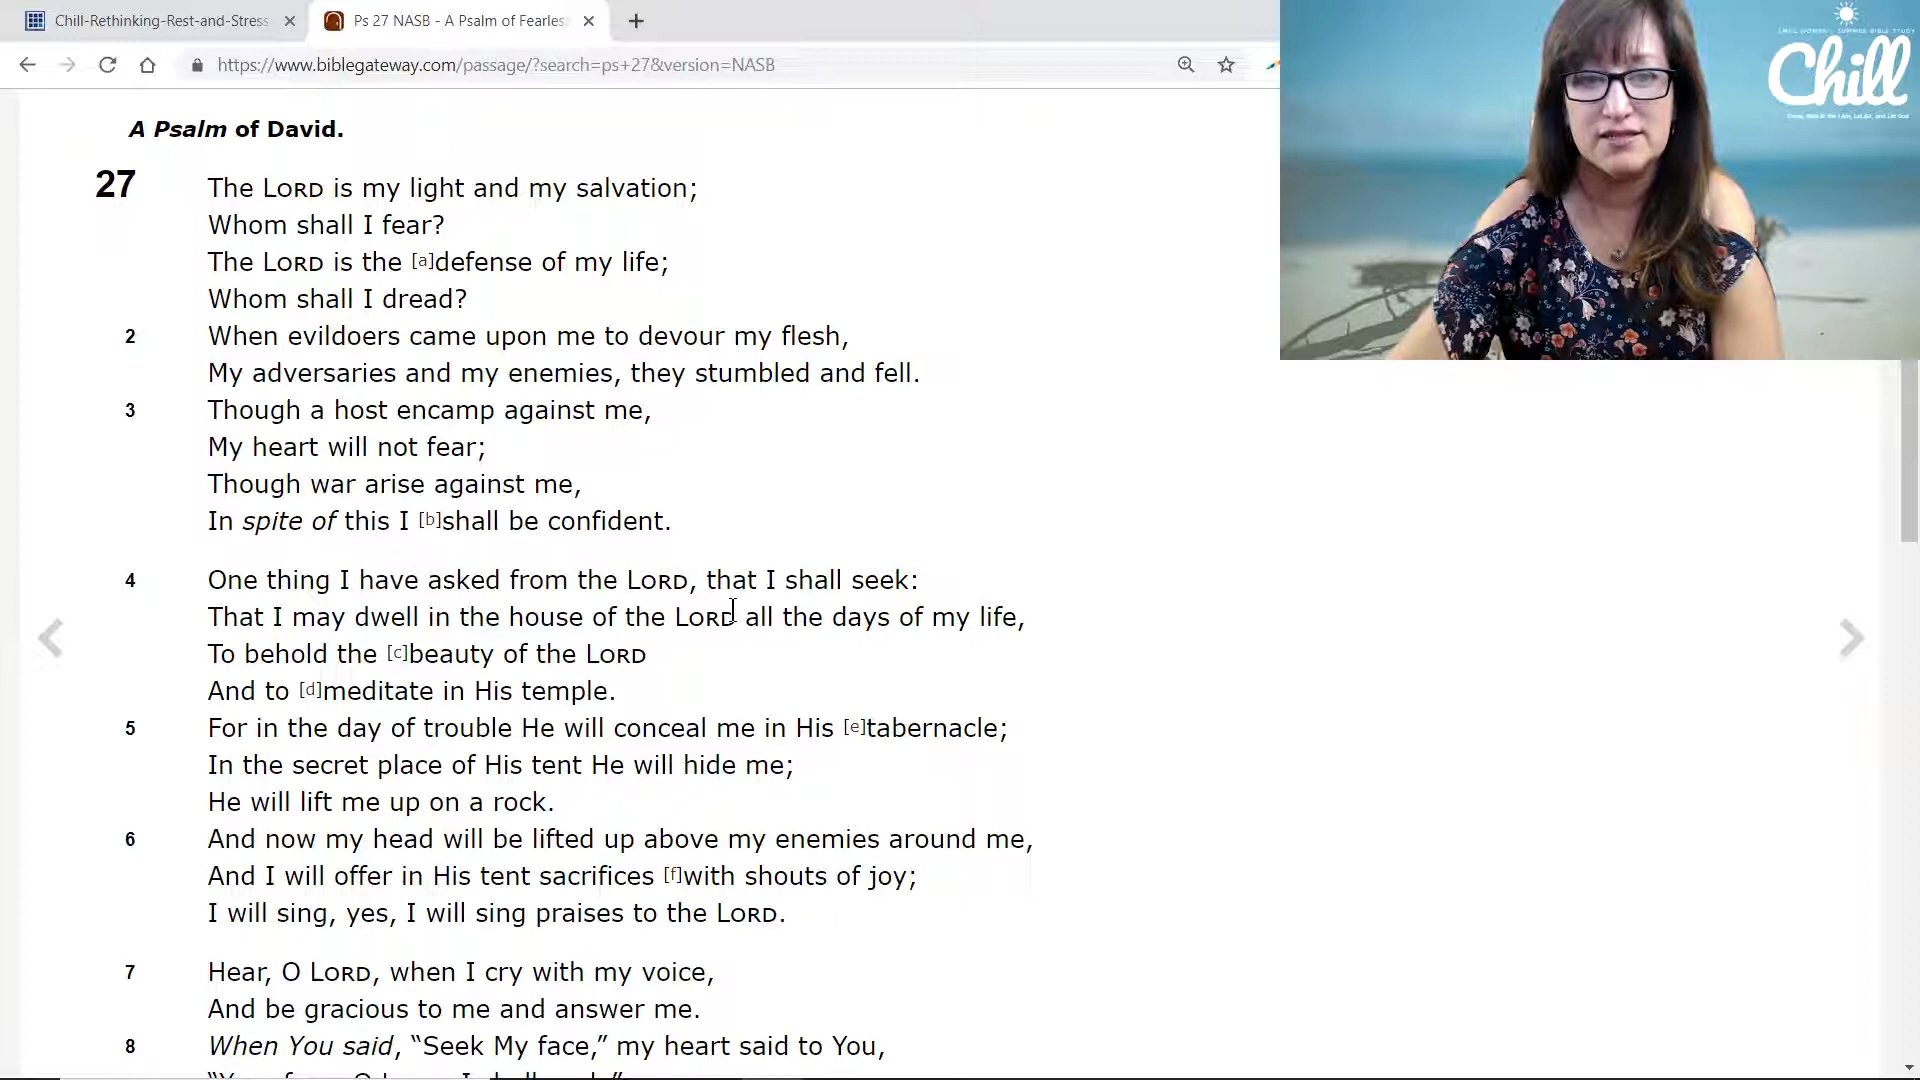 Chill-Rethinking-Rest-and-Stress
Ps 27 NASB - A Psalm of Fearles
https://www.biblegateway.com/passage/?search=ps+27&version=NASB
Chill
A Psalm of David.
27 The LORD is my light and my salvation;
Whom shall I fear?
The LORD is the [a]defense of my life;
Whom shall I dread?
2 When evildoers came upon me to devour my flesh,
My adversaries and my enemies, they stumbled and fell.
3 Though a host encamp against me,
My heart will not fear;
Though war arise against me,
In spite of this I [b]shall be confident.
4 One thing I have asked from the LORD, that I shall seek:
That I may dwell in the house of the LORD all the days of my life,
To behold the [c]beauty of the LORD
And to [d]meditate in His temple.
5 For in the day of trouble He will conceal me in His [e]tabernacle;
In the secret place of His tent He will hide me;
He will lift me up on a rock.
6 And now my head will be lifted up above my enemies around me,
And I will offer in His tent sacrifices [f]with shouts of joy;
I will sing, yes, I will sing praises to the LORD.
7 Hear, O LORD, when I cry with my voice,
And be gracious to me and answer me.
8 When You said, “Seek My face,” my heart said to You,